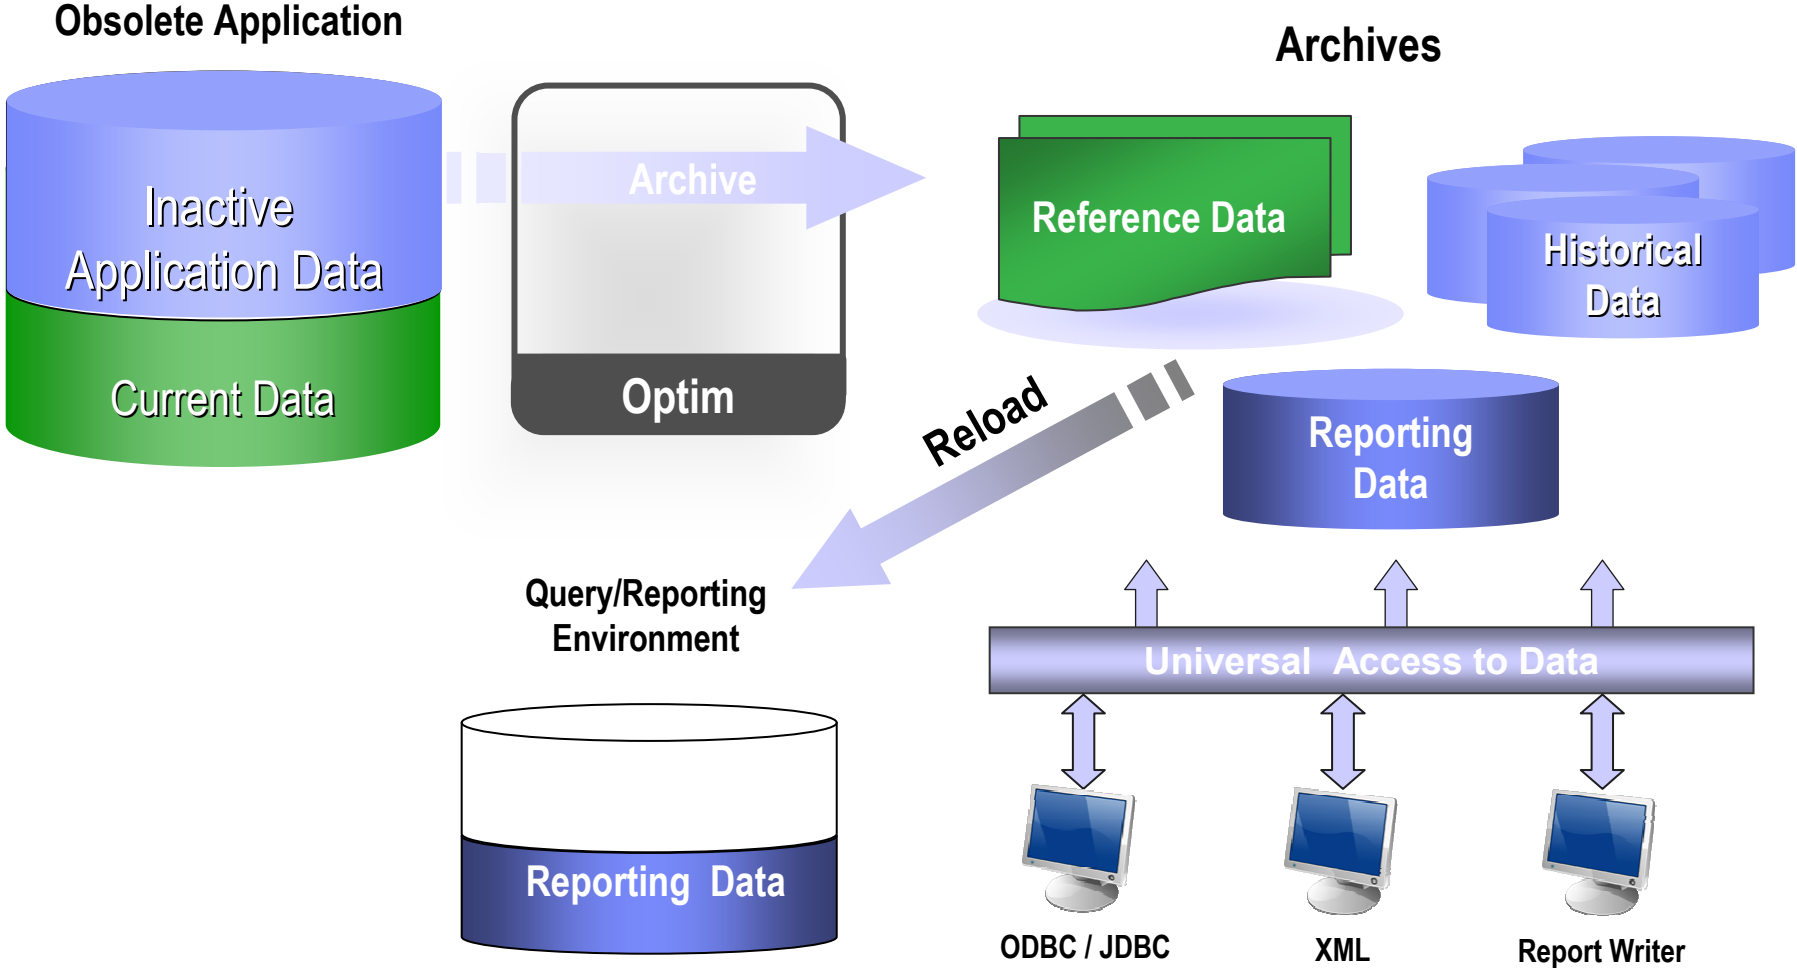 Obsolete Application
Inactive
Application Data
Current Data
Archive
Optim
Archives
Reference Data
Historical
Data
Reporting
Data
Reload
Query/Reporting
Environment
Reporting Data
Universal Access to Data
ODBC / JDBC
XML
Report Writer